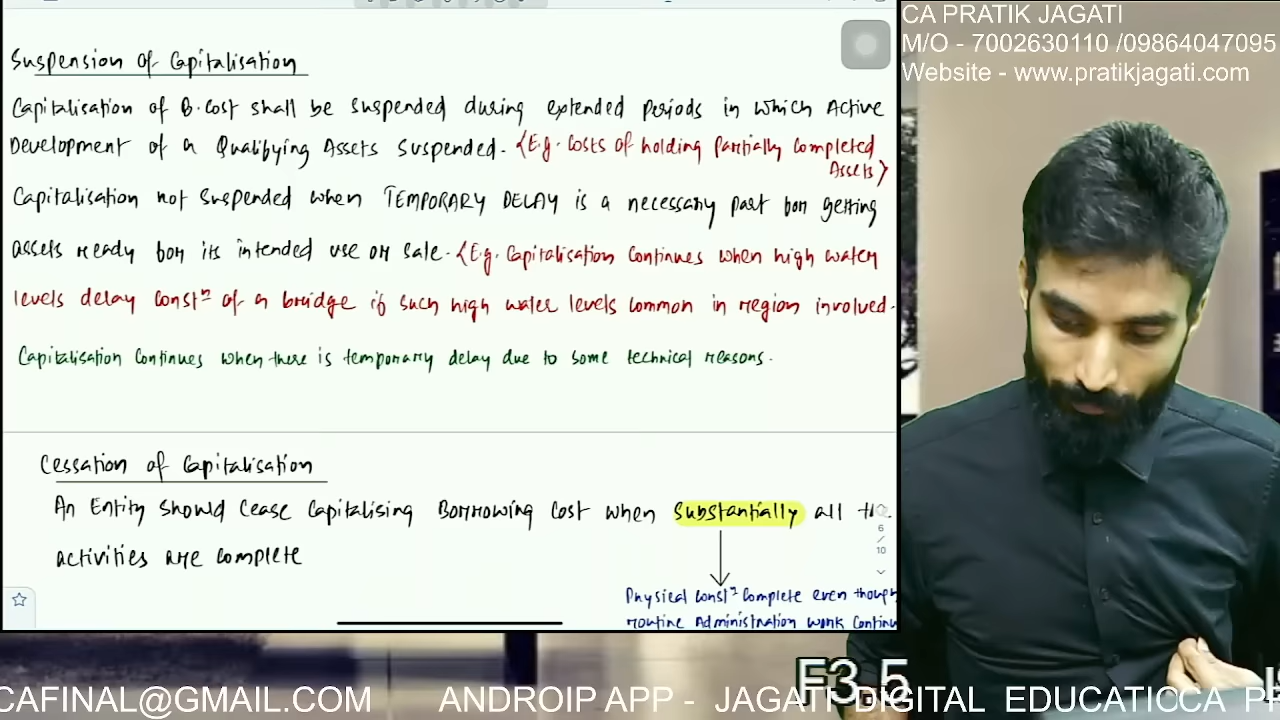 CA PRATIK JAGATI
M/O - 7002630110 /09864047095
Website - www.pratikjagati.com
Suspension of Capitalisation
Capitalisation of B.Cost shall be suspended during extended periods in which Active
Development of a Qualifying Assets suspended. {E.g. Costs of holding partially completed
Assets}
Capitalisation not suspended when TEMPORARY DELAY is a necessary part for getting
assets ready for its intended use or sale. {E.g. Capitalisation Continues when high water
levels delay constn of a bridge if such high water levels common in region involved.
Capitalisation Continues when there is temporary delay due to some technical reasons.
Cessation of Capitalisation
An Entity should cease Capitalising Borrowing Cost when Substantially all
activities are complete
6
/
10
Physical constn Complete even though
routine Administration work Continu
F3.5
CAFINAL@GMAIL.COM ANDROIP APP - JAGATI DIGITAL EDUCATICCA